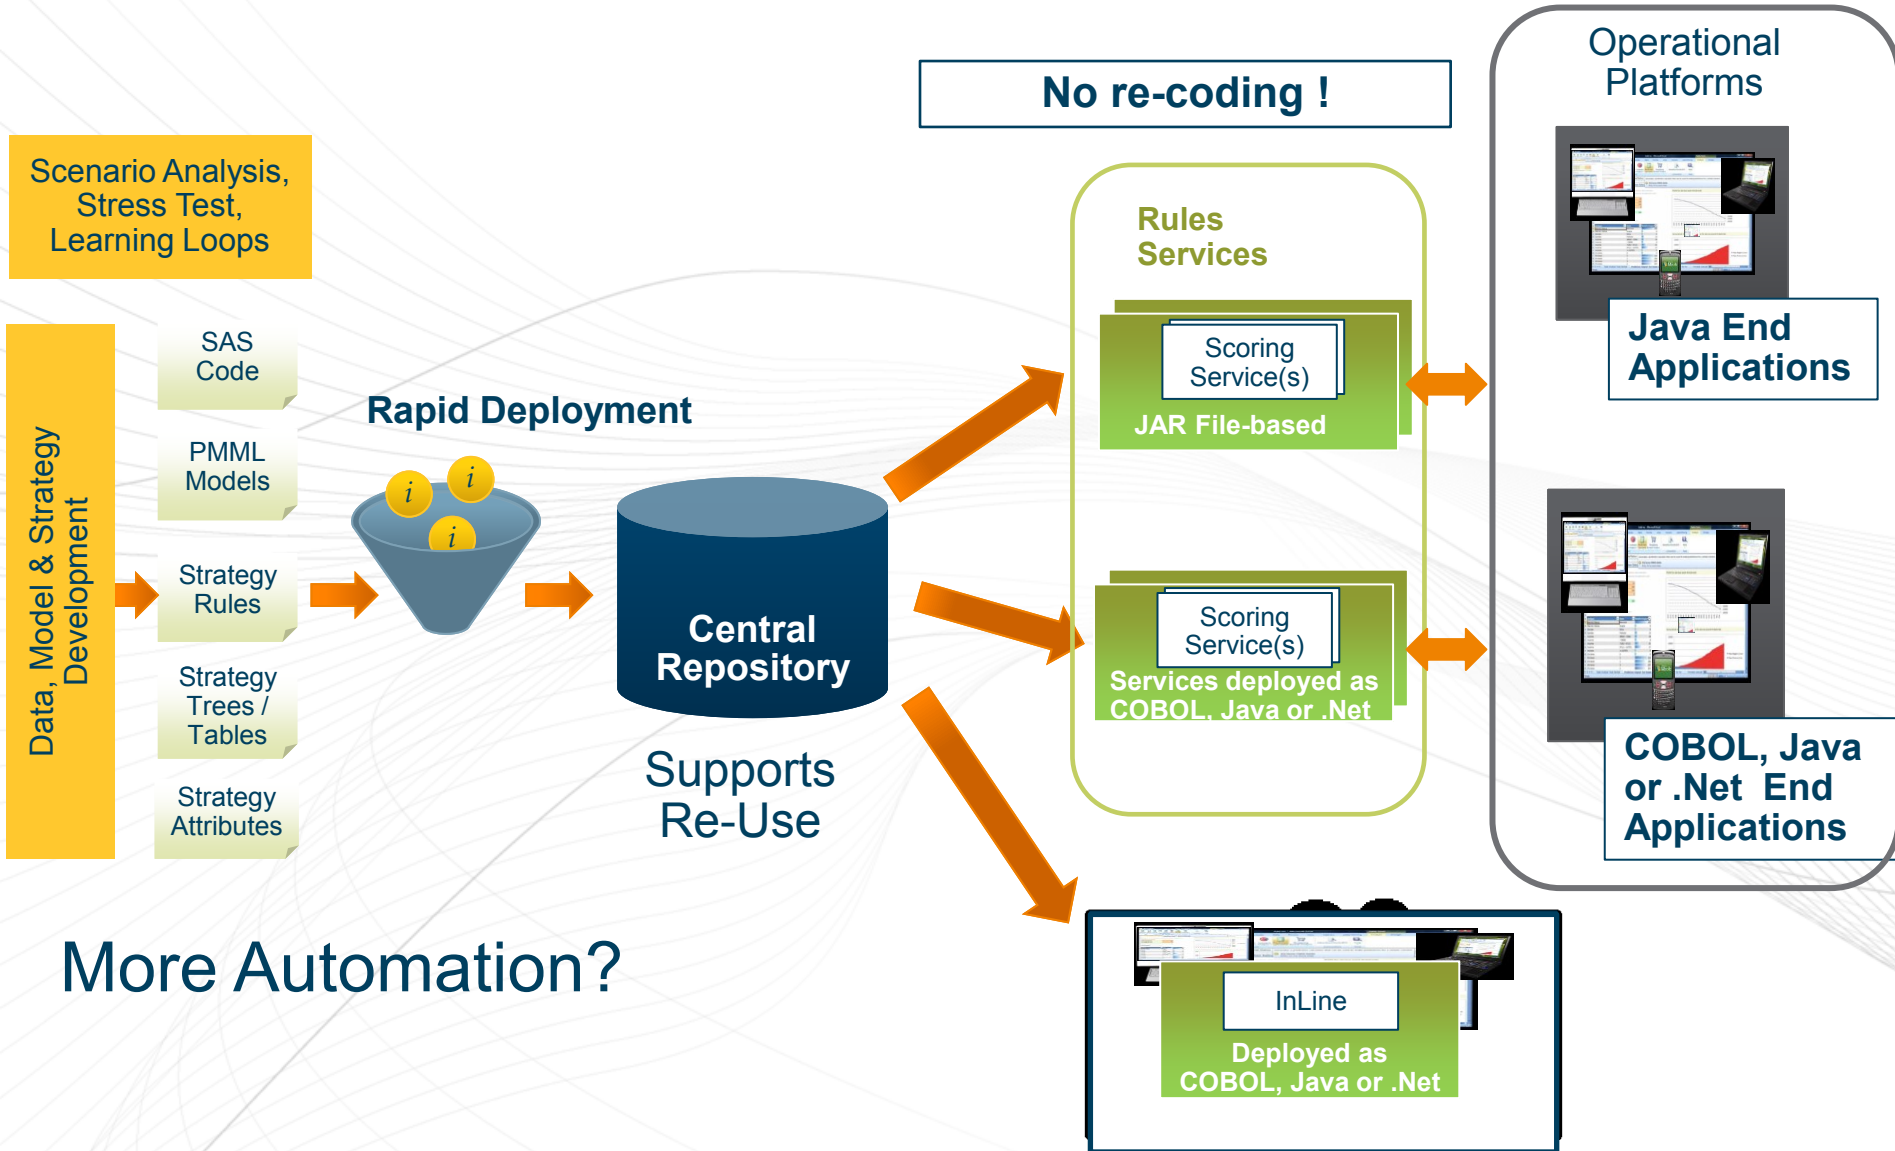 Operational
Platforms
No re-coding !
Scenario Analysis,
Stress Test,
Learning Loops
Rules
Services
Data, Model & Strategy
Development
SAS
Code
PMML
Models
Strategy
Rules
Strategy
Trees /
Tables
Strategy
Attributes
Rapid Deployment
i
i
i
Central
Repository
Supports
Re-Use
Scoring
Service(s)
JAR File-based
Scoring
Service(s)
Services deployed as
COBOL, Java or .Net
Java End
Applications
COBOL, Java
or .Net  End
Applications
More Automation?
InLine
Deployed as
COBOL, Java or .Net